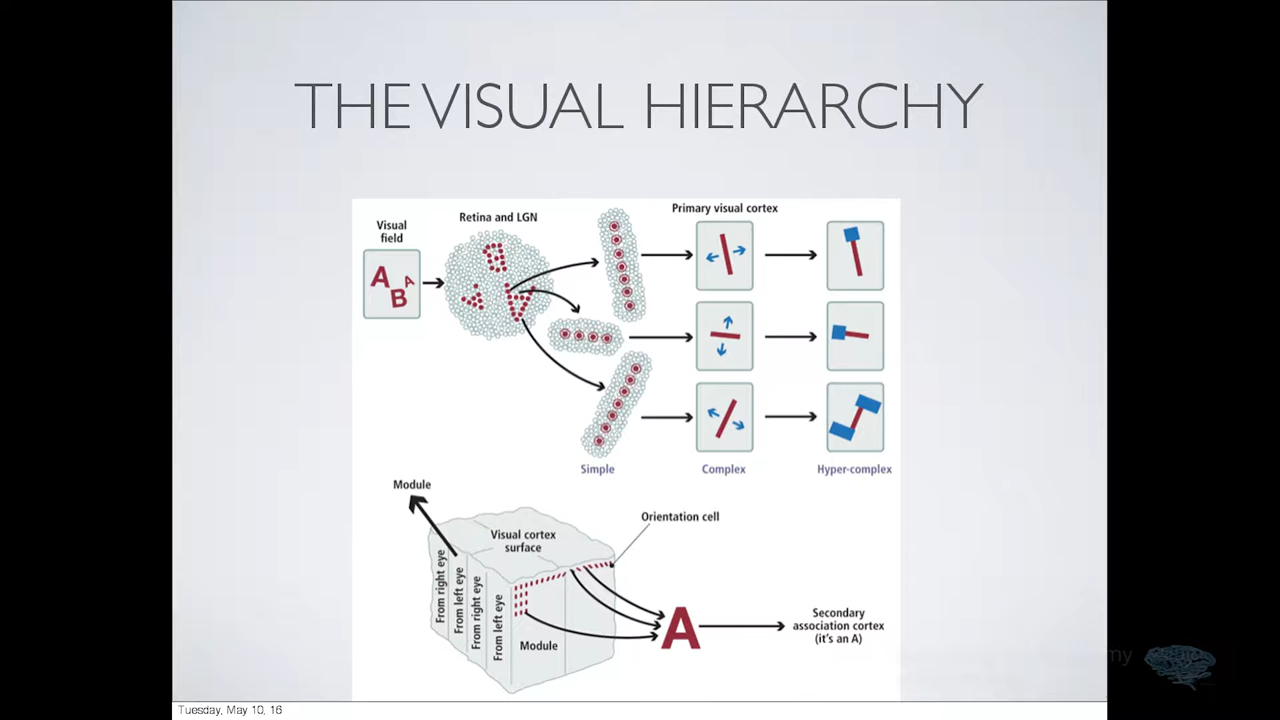 THE VISUAL HIERARCHY
Visual
field
Retina and LGN
Primary visual cortex
A
A
B
Simple
Complex
Hyper-complex
Module
Orientation cell
Visual cortex
surface
From right eye
From left eye
From right eye
From left eye
Module
A
Secondary
association cortex
(it's an A)
Tuesday, May 10, 16